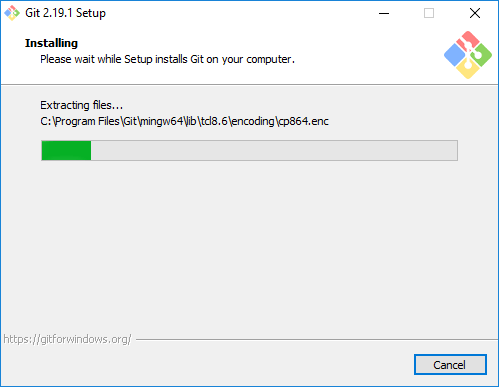 Git 2.19.1 Setup
Installing
Please wait while Setup installs Git on your computer.
Extracting files...
C:\Program Files\Git\mingw64\lib\tcl8.6\encoding\cp864.enc
https://gitforwindows.org/
Cancel